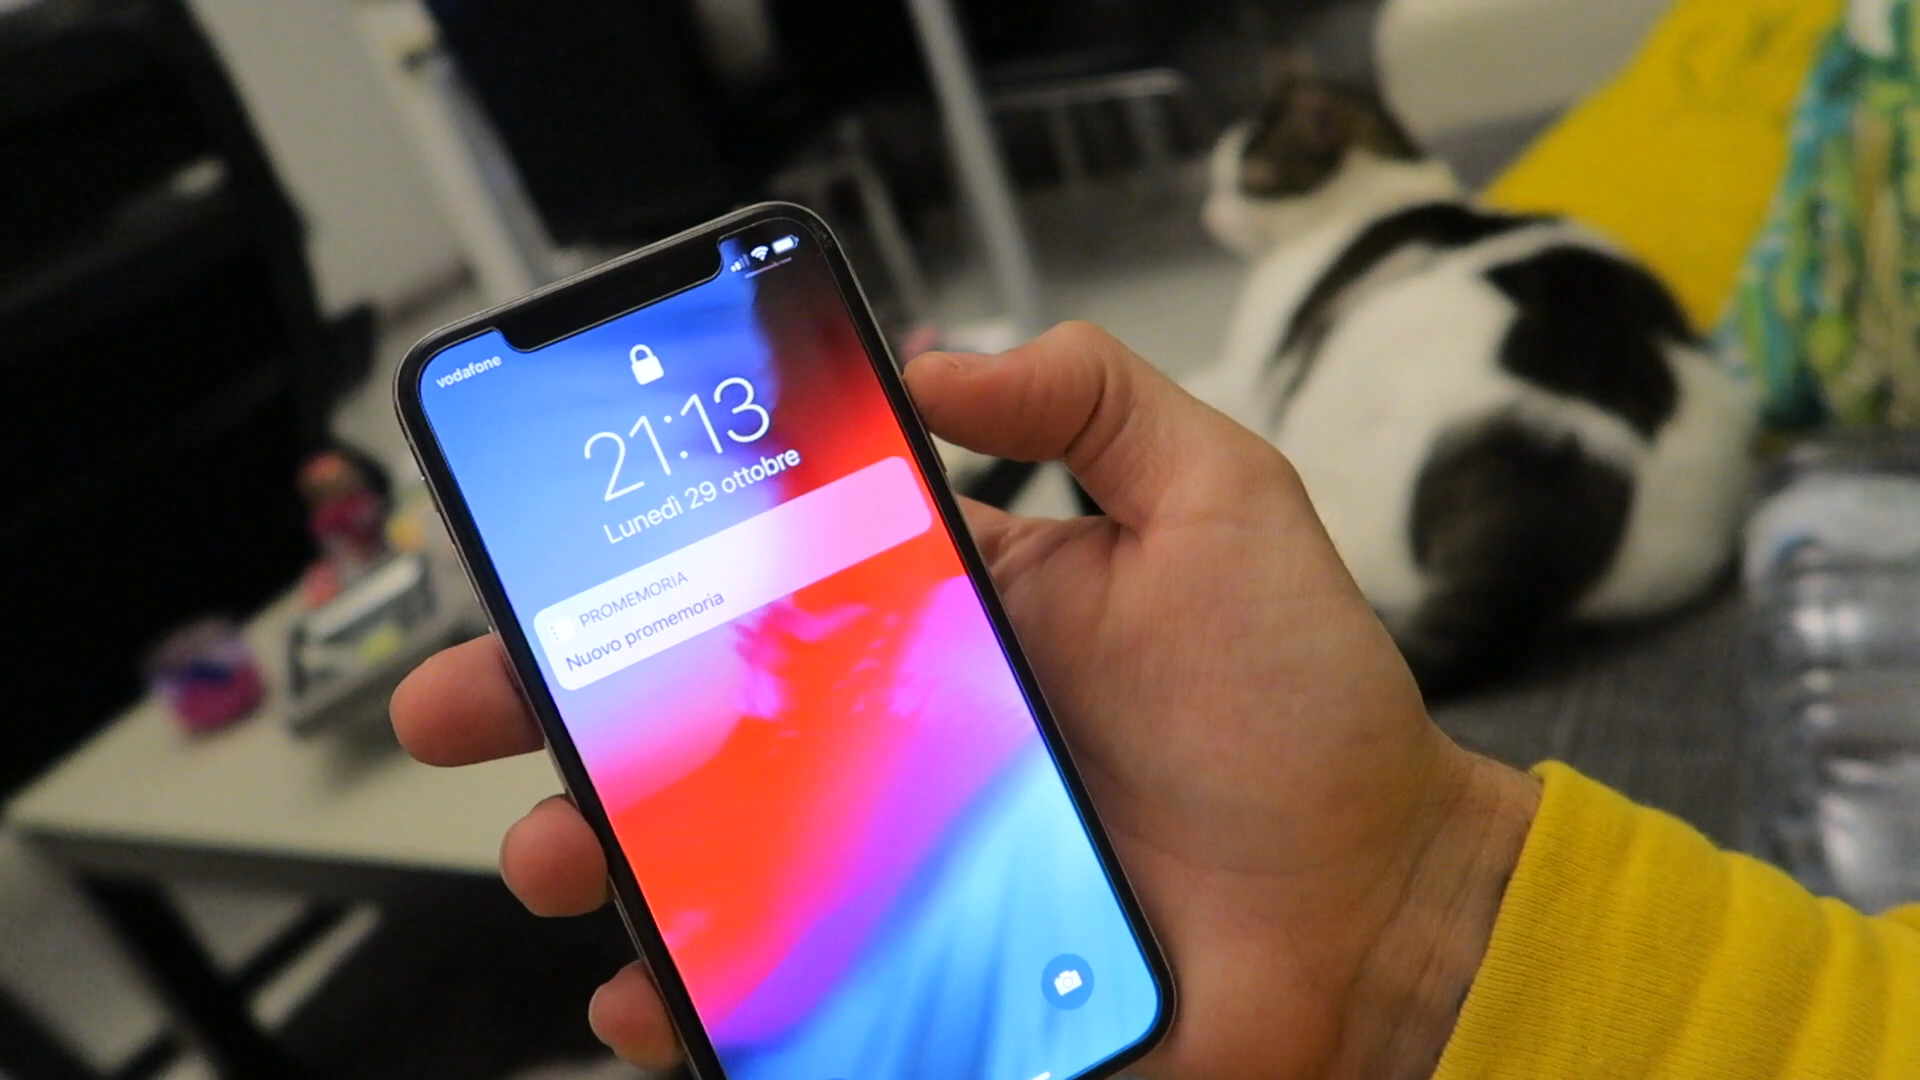 vodafone
21:13
Lunedì 29 ottobre
PROMEMORIA
Nuovo promemoria